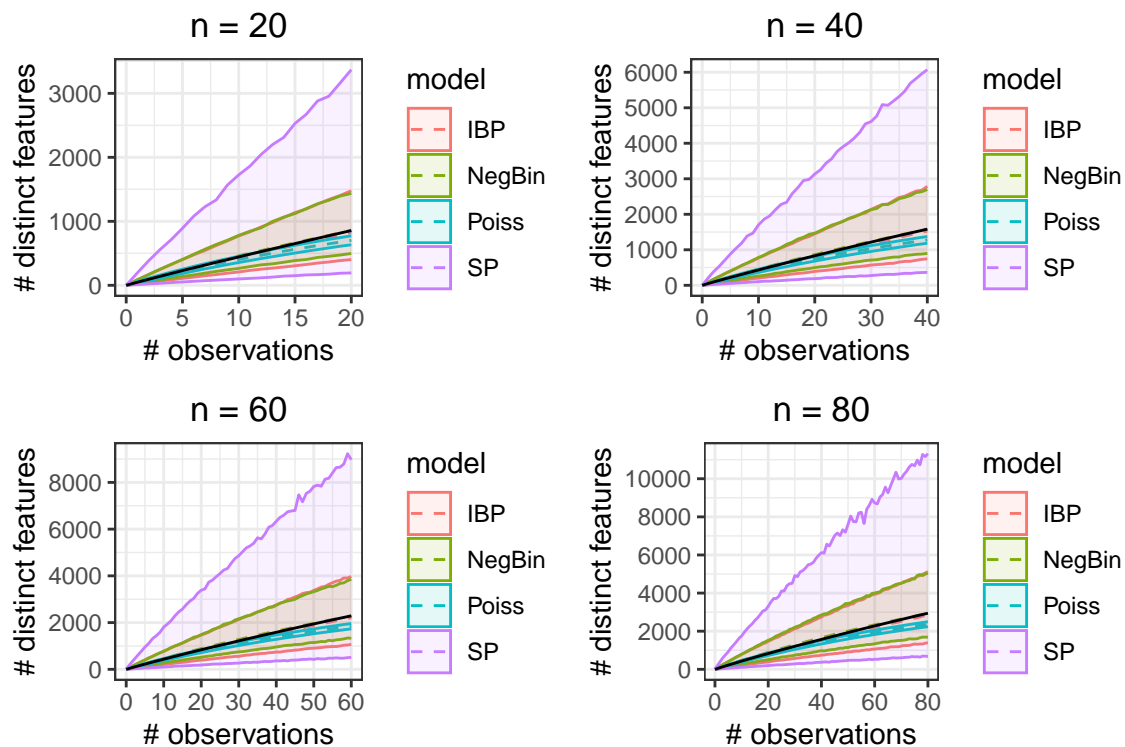 n = 20
# distinct features
3000
2000
1000
0
0 5 10 15 20
# observations
model
IBP
NegBin
Poiss
SP
n = 40
# distinct features
6000
5000
4000
3000
2000
1000
0
0 10 20 30 40
# observations
model
IBP
NegBin
Poiss
SP
n = 60
# distinct features
8000
6000
4000
2000
0
0 10 20 30 40 50 60
# observations
model
IBP
NegBin
Poiss
SP
n = 80
# distinct features
10000
8000
6000
4000
2000
0
0 20 40 60 80
# observations
model
IBP
NegBin
Poiss
SP